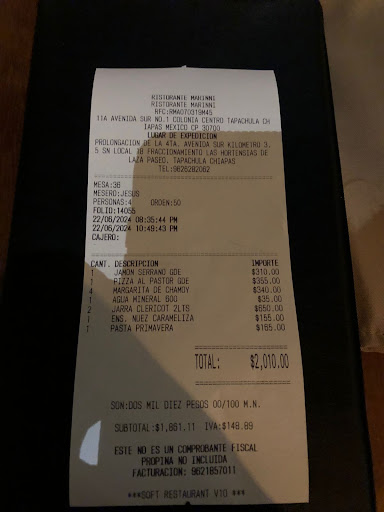 RISTORANTE MARINNI
RISTORANTE MARINNI
RFC:RMA070319M45
11A AVENIDA SUR NO.1 COLONIA CENTRO TAPACHULA CH
IAPAS MEXICO CP 30700
LUGAR DE EXPEDICION
PROLONGACION DE LA 4TA. AVENIDA SUR KILOMETRO 3.
5 SN LOCAL 1B FRACCIONAMIENTO LAS HORTENSIAS DE
LAZA PASEO. TAPACHULA CHIAPAS
TEL:9626282062
MESA:36
MESERO:JESUS
PERSONAS:4 ORDEN:50
FOLIO:14055
22/06/2024 08:35:44 PM
22/06/2024 10:49:43 PM
CAJERO:
CANT. DESCRIPCION IMPORTE
1 JAMON SERRANO GDE $310.00
1 PIZZA AL PASTOR GDE $355.00
4 MARGARITA DE CHAMOY $340.00
1 AGUA MINERAL 600 $35.00
2 JARRA CLERICOT 2LTS $650.00
1 ENS. NUEZ CARAMELIZA $155.00
1 PASTA PRIMAVERA $165.00
TOTAL: $2,010.00
SON:DOS MIL DIEZ PESOS 00/100 M.N.
SUBTOTAL:$1,861.11 IVA:$148.89
ESTE NO ES UN COMPROBANTE FISCAL
PROPINA NO INCLUIDA
FACTURACION: 9621857011
***SOFT RESTAURANT V10 ***